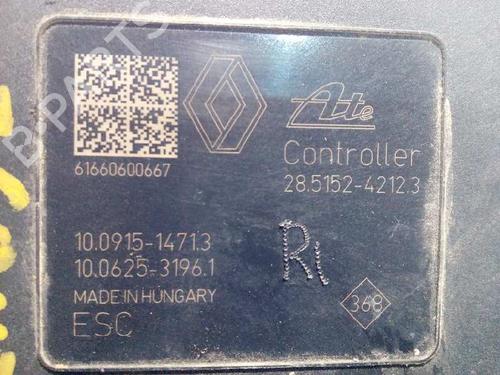 Ate
Controller
61660600667
28.5152-4212.3
10.0915-1471.3
10.0625-3196.1
Ri
MADE IN HUNGARY
368
ESC
B-PARTS